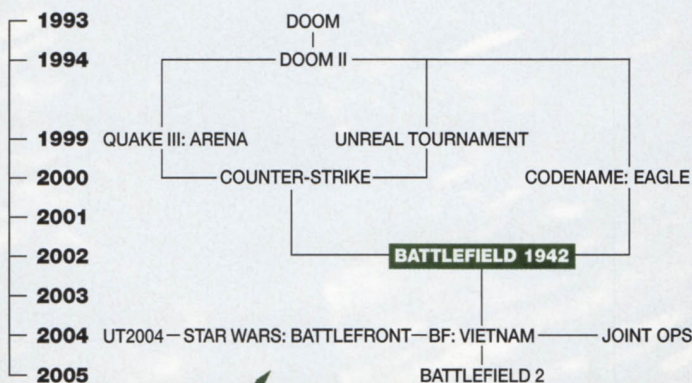 1993 DOOM
1994 DOOM II
1999 QUAKE III: ARENA UNREAL TOURNAMENT
2000 COUNTER-STRIKE CODENAME: EAGLE
2001
2002 BATTLEFIELD 1942
2003
2004 UT2004 STAR WARS: BATTLEFRONT BF: VIETNAM JOINT OPS
2005 BATTLEFIELD 2